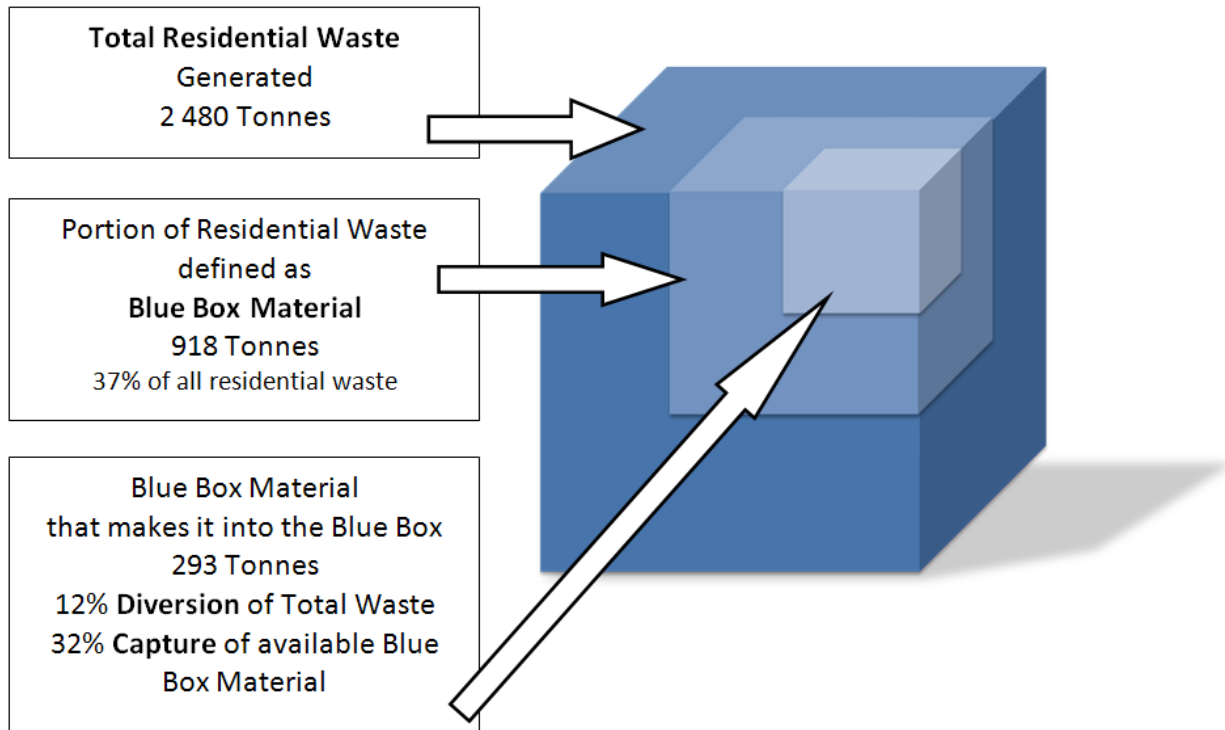 Total Residential Waste
Generated
2 480 Tonnes
Portion of Residential Waste
defined as
Blue Box Material
918 Tonnes
37% of all residential waste
Blue Box Material
that makes it into the Blue Box
293 Tonnes
12% Diversion of Total Waste
32% Capture of available Blue
Box Material